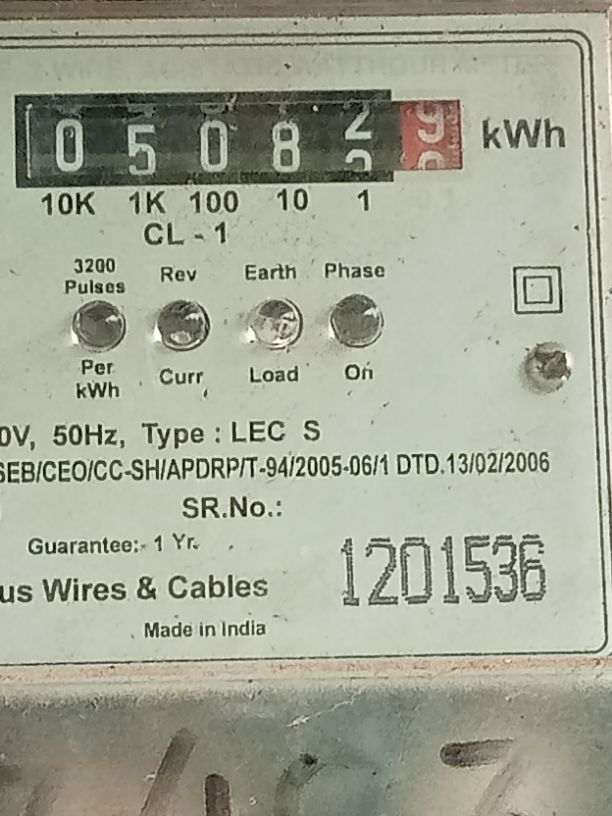 0 5 0 8 2 9 kWh
10K 1K 100 10 1
CL - 1
3200 Pulses Rev Earth Phase
Per kWh Curr Load On
0V, 50Hz, Type : LEC S
SEB/CEO/CC-SH/APDRP/T-94/2005-06/1 DTD.13/02/2006
SR.No.:
Guarantee:- 1 Yr.
us Wires & Cables 1201536
Made in India